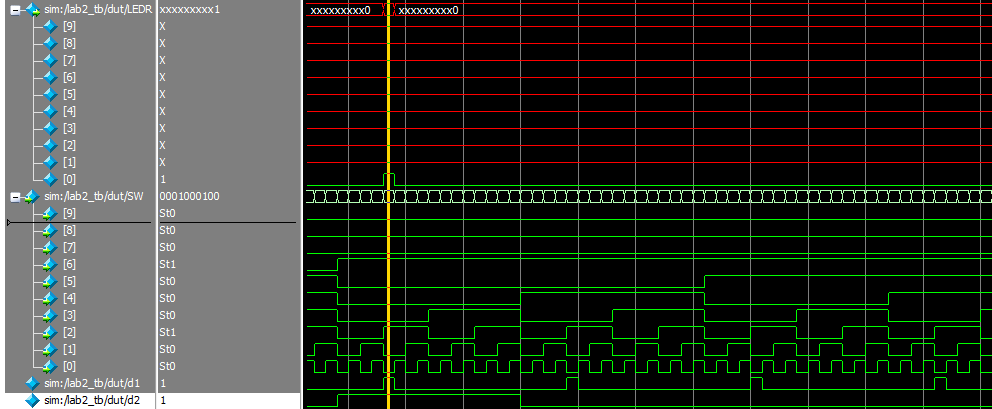 sim:/lab2_tb/dut/LEDR xxxxxxxxx1 xxxxxxxxx0 xxxxxxxxx0
[9] X
[8] X
[7] X
[6] X
[5] X
[4] X
[3] X
[2] X
[1] X
[0] 1
sim:/lab2_tb/dut/SW 0001000100
[9] St0
[8] St0
[7] St0
[6] St1
[5] St0
[4] St0
[3] St0
[2] St1
[1] St0
[0] St0
sim:/lab2_tb/dut/d1 1
sim:/lab2_tb/dut/d2 1